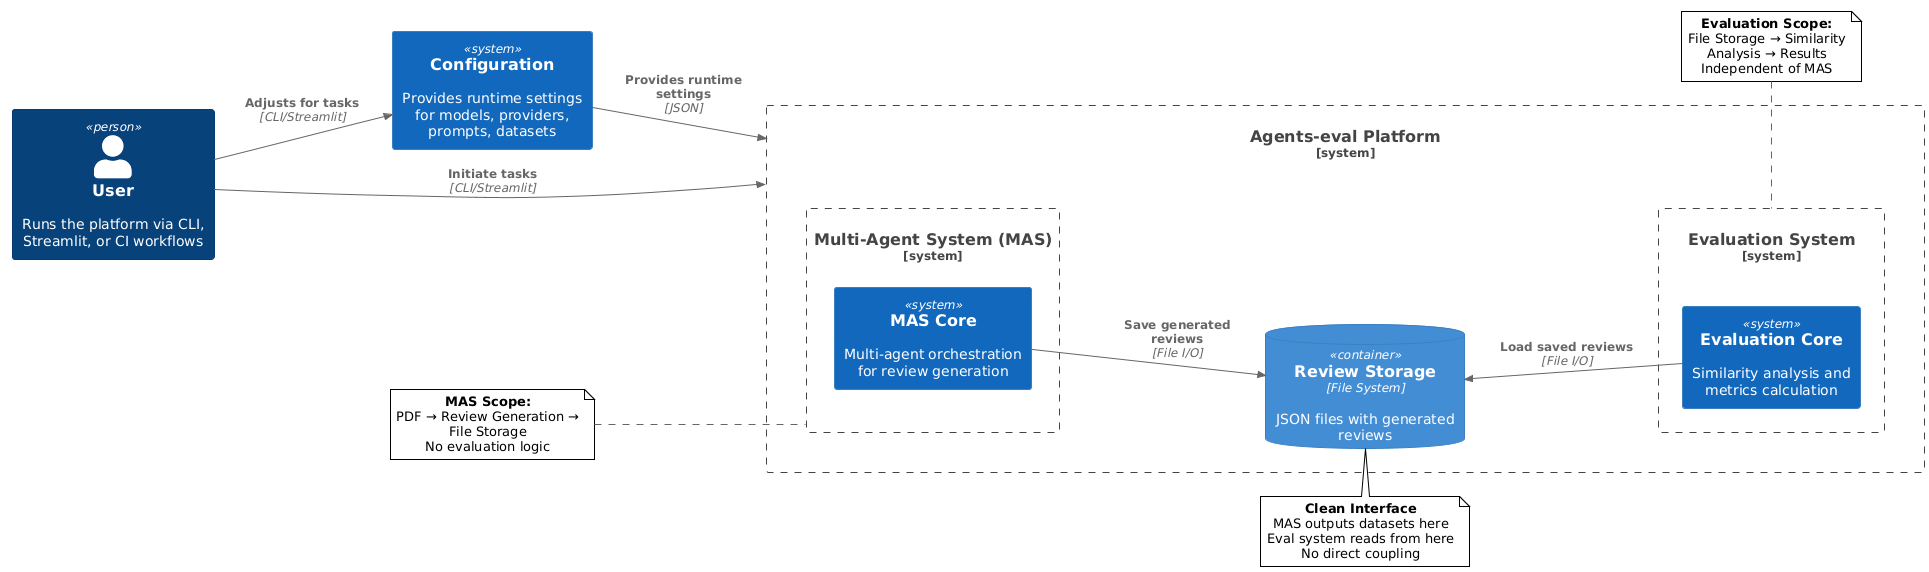 «person»
User
Runs the platform via CLI,
Streamlit, or CI workflows
Adjusts for tasks
[CLI/Streamlit]
«system»
Configuration
Provides runtime settings
for models, providers,
prompts, datasets
Initiate tasks
[CLI/Streamlit]
Provides runtime
settings
[JSON]
Agents-eval Platform
[system]
Multi-Agent System (MAS)
[system]
«system»
MAS Core
Multi-agent orchestration
for review generation
MAS Scope:
PDF → Review Generation →
File Storage
No evaluation logic
Save generated
reviews
[File I/O]
«container»
Review Storage
[File System]
JSON files with generated
reviews
Clean Interface
MAS outputs datasets here
Eval system reads from here
No direct coupling
Load saved reviews
[File I/O]
Evaluation Scope:
File Storage → Similarity
Analysis → Results
Independent of MAS
Evaluation System
[system]
«system»
Evaluation Core
Similarity analysis and
metrics calculation